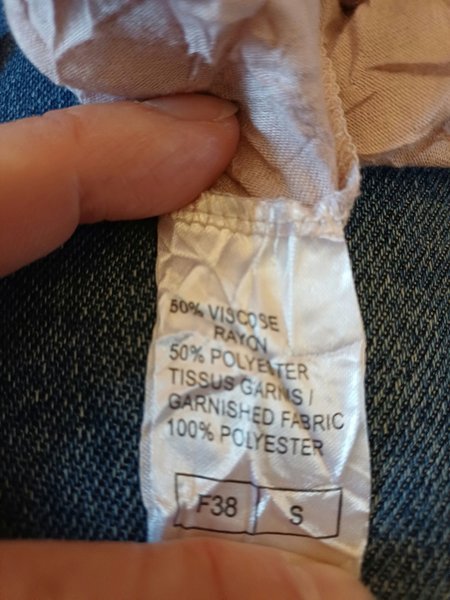 50% VISCOSE
RAYON
50% POLYESTER
TISSUS GARNIS /
GARNISHED FABRIC
100% POLYESTER
F38 S